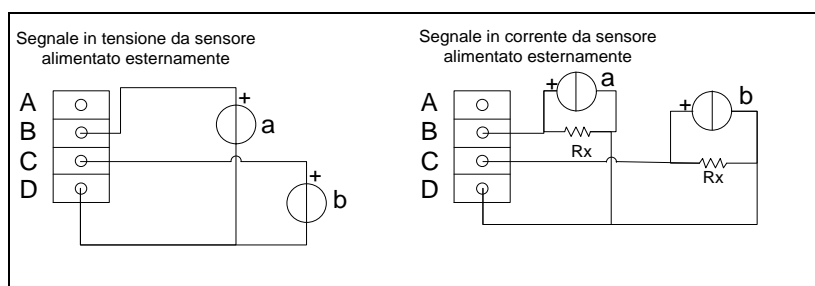 Segnale in tensione da sensore
alimentato esternamente
A
B
C
D
+
a
+
b
Segnale in corrente da sensore
alimentato esternamente
A
B
C
D
+
a
Rx
+
b
Rx